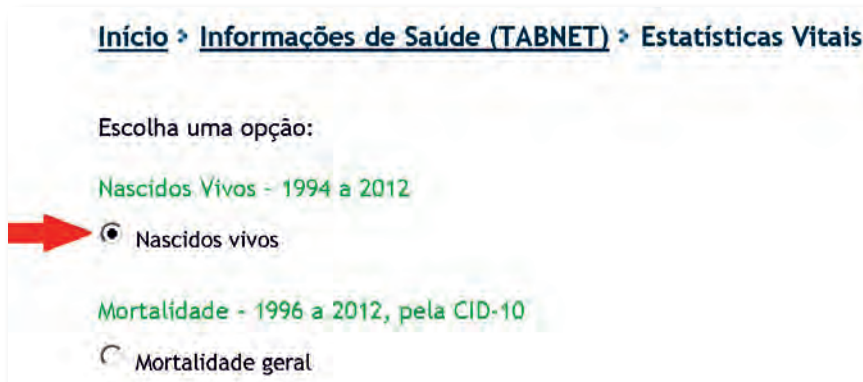 Início > Informações de Saúde (TABNET) > Estatísticas Vitais
Escolha uma opção:
Nascidos Vivos - 1994 a 2012
Nascidos vivos
Mortalidade - 1996 a 2012, pela CID-10
Mortalidade geral